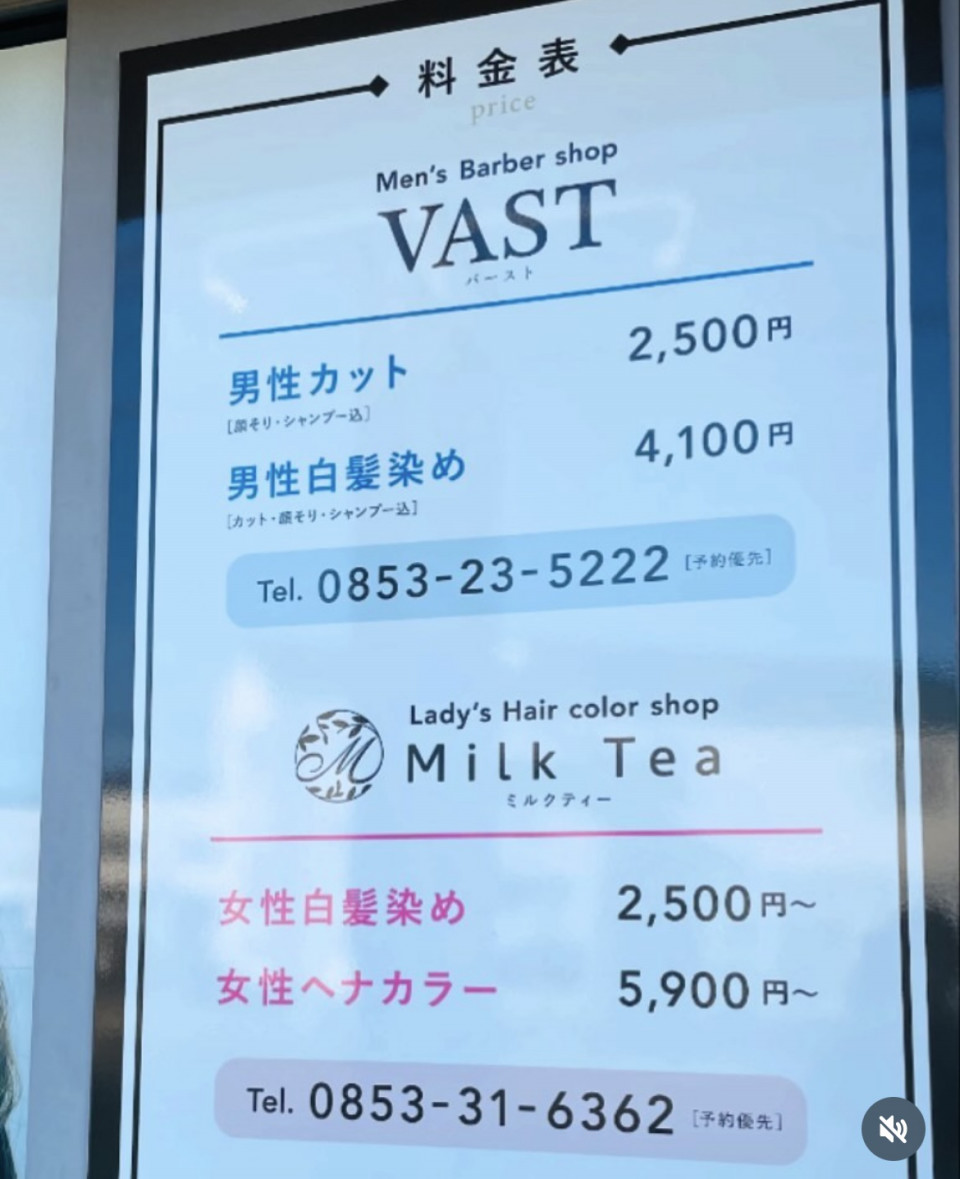 料金表
price
Men's Barber shop
VAST
バースト
男性カット 2,500円
[顔そり・シャンプー込]
男性白髪染め 4,100円
[カット・顔そり・シャンプー込]
Tel. 0853-23-5222 [予約優先]
Lady's Hair color shop
Milk Tea
ミルクティー
女性白髪染め 2,500円〜
女性ヘナカラー 5,900円〜
Tel. 0853-31-6362 [予約優先]